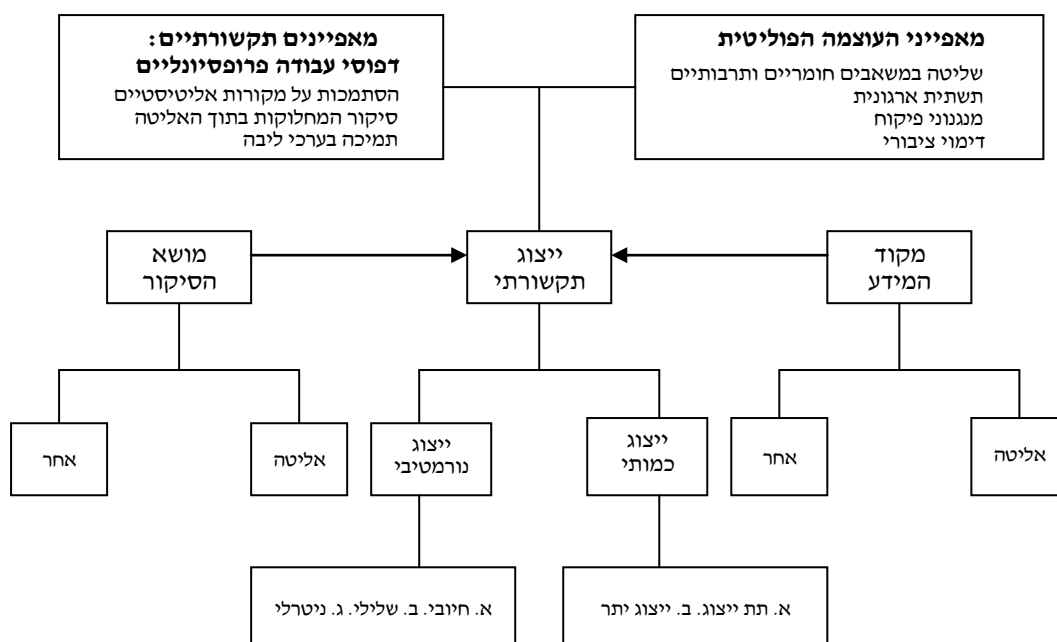 מאפייני העוצמה הפוליטית
שליטה במשאבים חומריים ותרבותיים
תשתית ארגונית
מנגנוני פיקוח
דימוי ציבורי
מאפיינים תקשורתיים:
דפוסי עבודה פרופסיונליים
הסתמכות על מקורות אליטיסטיים
סיקור המחלוקות בתוך האליטה
תמיכה בערכי ליבה
מקור
המידע
ייצוג
תקשורתי
מושא
הסיקור
אליטה
אחר
ייצוג
כמותי
ייצוג
נורמטיבי
אליטה
אחר
א. תת ייצוג. ב. ייצוג יתר
א. חיובי. ב. שלילי. ג. ניטרלי